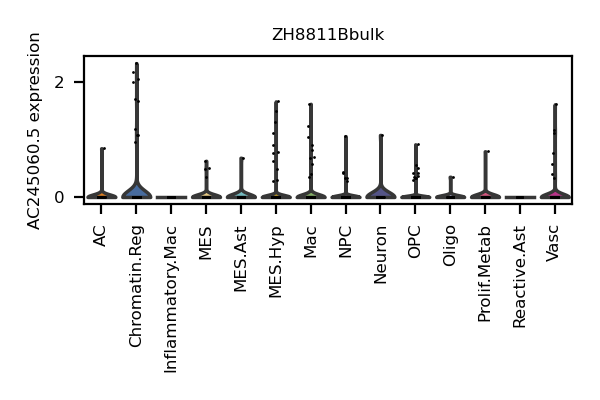 ZH8811Bbulk
AC245060.5 expression
2
0
AC
Chromatin.Reg
Inflammatory.Mac
MES
MES.Ast
MES.Hyp
Mac
NPC
Neuron
OPC
Oligo
Prolif.Metab
Reactive.Ast
Vasc